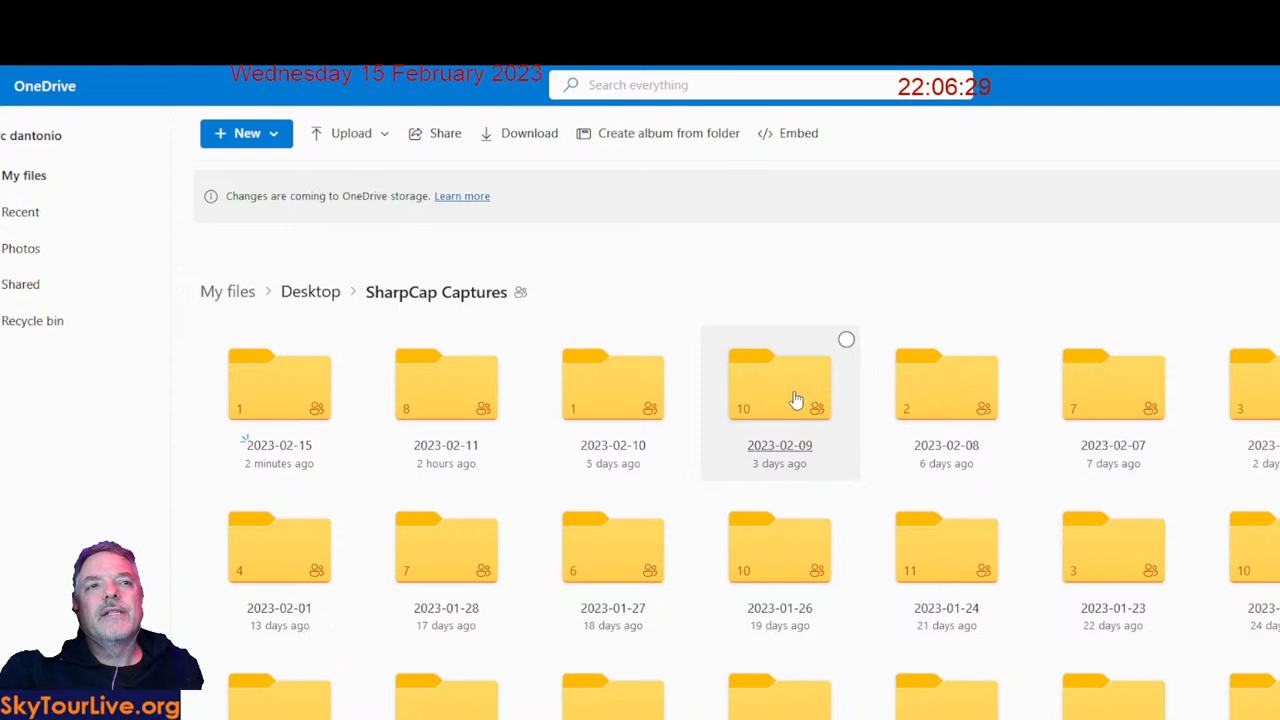 Wednesday 15 February 2023
22:06:29
OneDrive
Search everything
c dantonio
New
Upload
Share
Download
Create album from folder
Embed
My files
Recent
Photos
Shared
Recycle bin
Changes are coming to OneDrive storage. Learn more
My files > Desktop > SharpCap Captures
1 8 1 10 2 7 3
2023-02-15 2023-02-11 2023-02-10 2023-02-09 2023-02-08 2023-02-07 2023-
2 minutes ago 2 hours ago 5 days ago 3 days ago 6 days ago 7 days ago 2 day
4 7 6 10 11 3 10
2023-02-01 2023-01-28 2023-01-27 2023-01-26 2023-01-24 2023-01-23 2023-
13 days ago 17 days ago 18 days ago 19 days ago 21 days ago 22 days ago 24 da
SkyTourLive.org